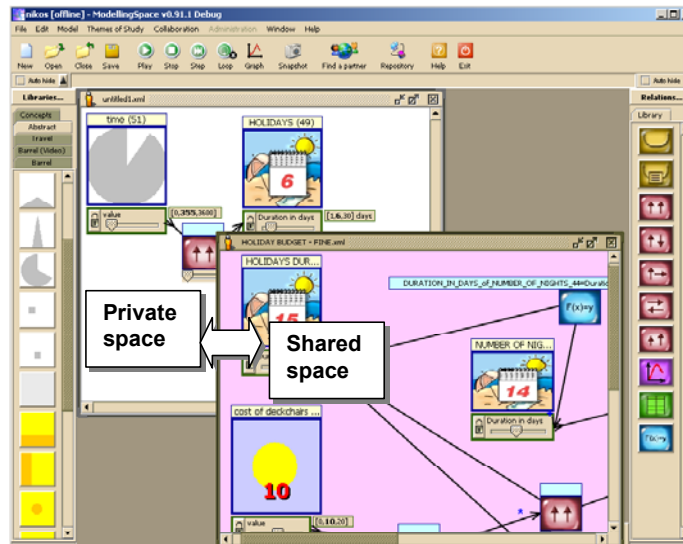 nikos [offline] - ModellingSpace v0.91.1 Debug
File Edit Model Themes of Study Collaboration Administration Window Help
New Open Close Save Play Stop Step Loop Graph Snapshot Find a partner Repository Help Exit
Auto hide Auto hide
Libraries... Relations...
Concepts
Abstract
Travel
Barrel (Video)
Barrel
Library
untitled1.xml
time (51)
HOLIDAYS (49)
6
value
[0,355,3600]
Duration in days
[1,6,30] days
HOLIDAY BUDGET - FINE.xml
HOLIDAYS DUR...
15
DURATION_IN_DAYS_of_NUMBER_OF_NIGHTS_44=Duratio
F(x)=y
Private
space
Shared
space
NUMBER OF NIG...
14
Duration in days
cost of deckchairs ...
10
value
[0,10,20]
*
F(x)=y